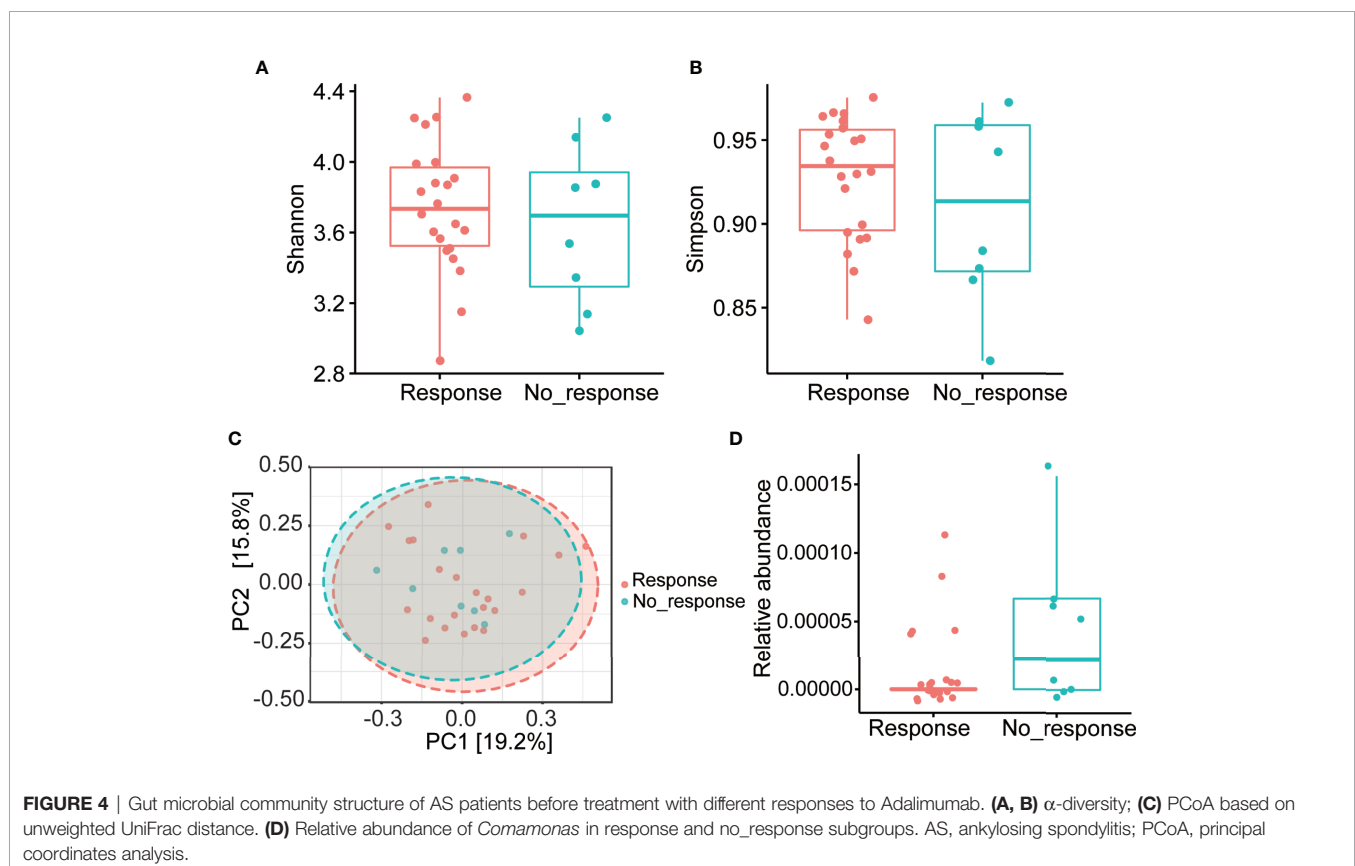 A
B
4.4
4.0
3.6
3.2
2.8
Shannon
Response No_response
0.95
0.90
0.85
Simpson
Response No_response
C
D
0.50
0.25
0.00
-0.25
-0.50
PC2 [15.8%]
-0.3 0.0 0.3
PC1 [19.2%]
Response
No_response
0.00015
0.00010
0.00005
0.00000
Relative abundance
Response No_response
FIGURE 4 | Gut microbial community structure of AS patients before treatment with different responses to Adalimumab. (A, B) α-diversity; (C) PCoA based on
unweighted UniFrac distance. (D) Relative abundance of Comamonas in response and no_response subgroups. AS, ankylosing spondylitis; PCoA, principal
coordinates analysis.